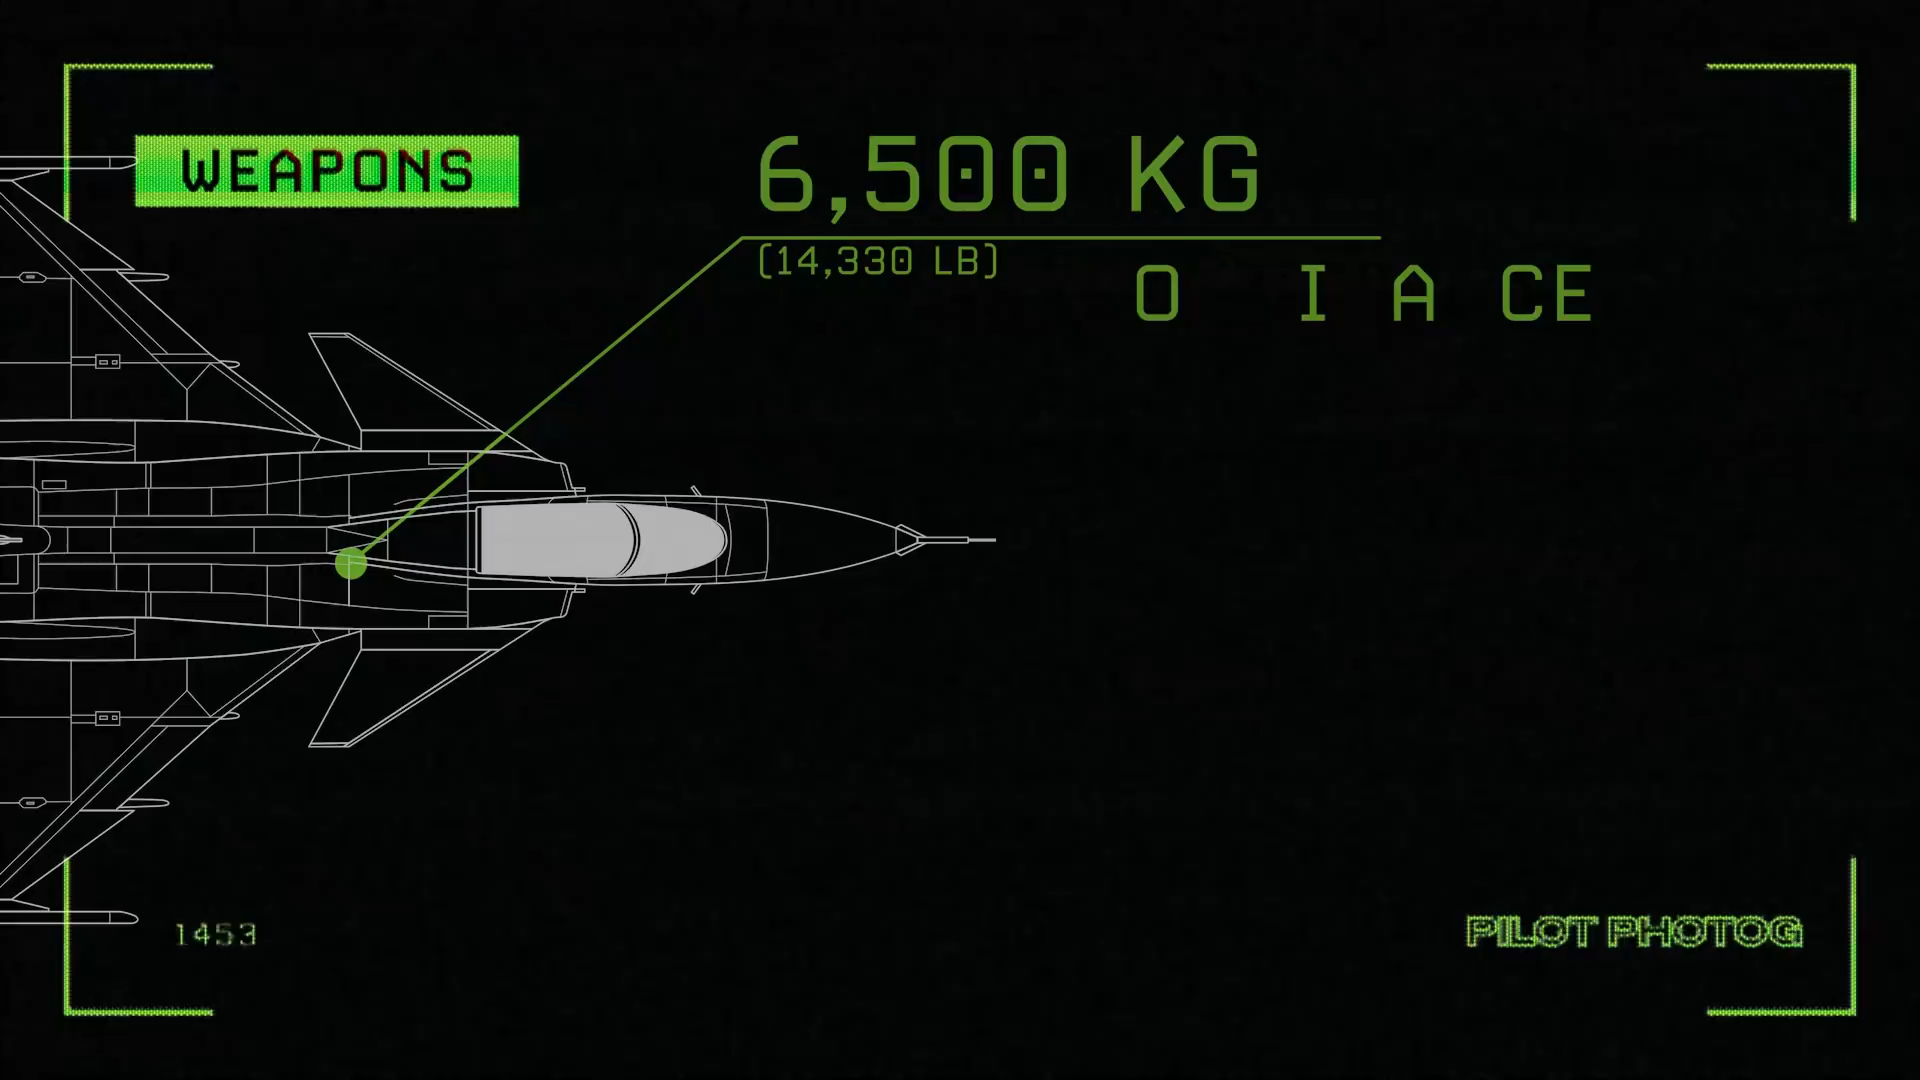 WEAPONS
6,500 KG
(14,330 LB)
O I A CE
1453
PILOT PHOTOG